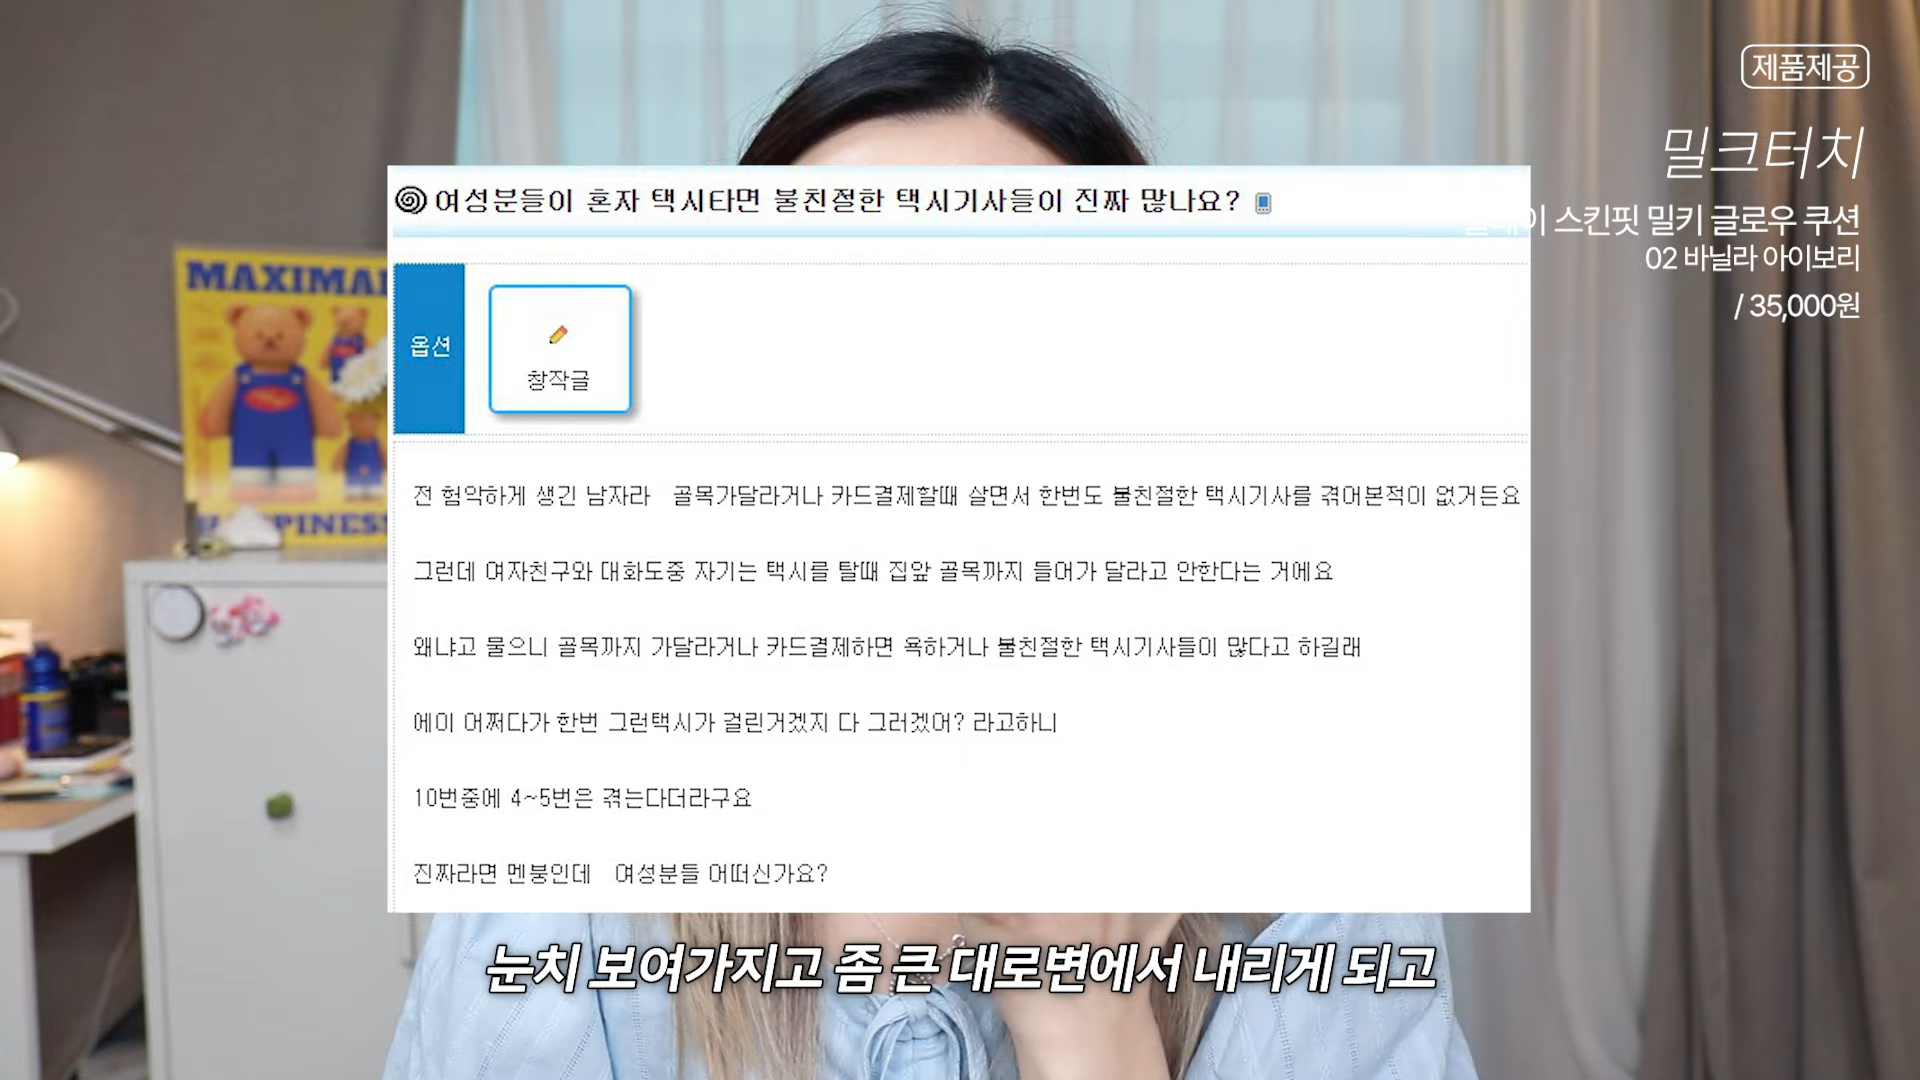 제품제공
밀크터치
스킨핏 밀키 글로우 쿠션
02 바닐라 아이보리
/ 35,000원
여성분들이 혼자 택시타면 불친절한 택시기사들이 진짜 많나요?
옵션
창작글
전 험악하게 생긴 남자라 골목가달라거나 카드결제할때 살면서 한번도 불친절한 택시기사를 겪어본적이 없거든요
그런데 여자친구와 대화도중 자기는 택시를 탈때 집앞 골목까지 들어가 달라고 안한다는 거에요
왜냐고 물으니 골목까지 가달라거나 카드결제하면 욕하거나 불친절한 택시기사들이 많다고 하길래
에이 어쩌다가 한번 그런택시가 걸린거겠지 다 그러겠어? 라고하니
10번중에 4~5번은 겪는다더라구요
진짜라면 멘붕인데 여성분들 어떠신가요?
MAXIMAL
눈치 보여가지고 좀 큰 대로변에서 내리게 되고